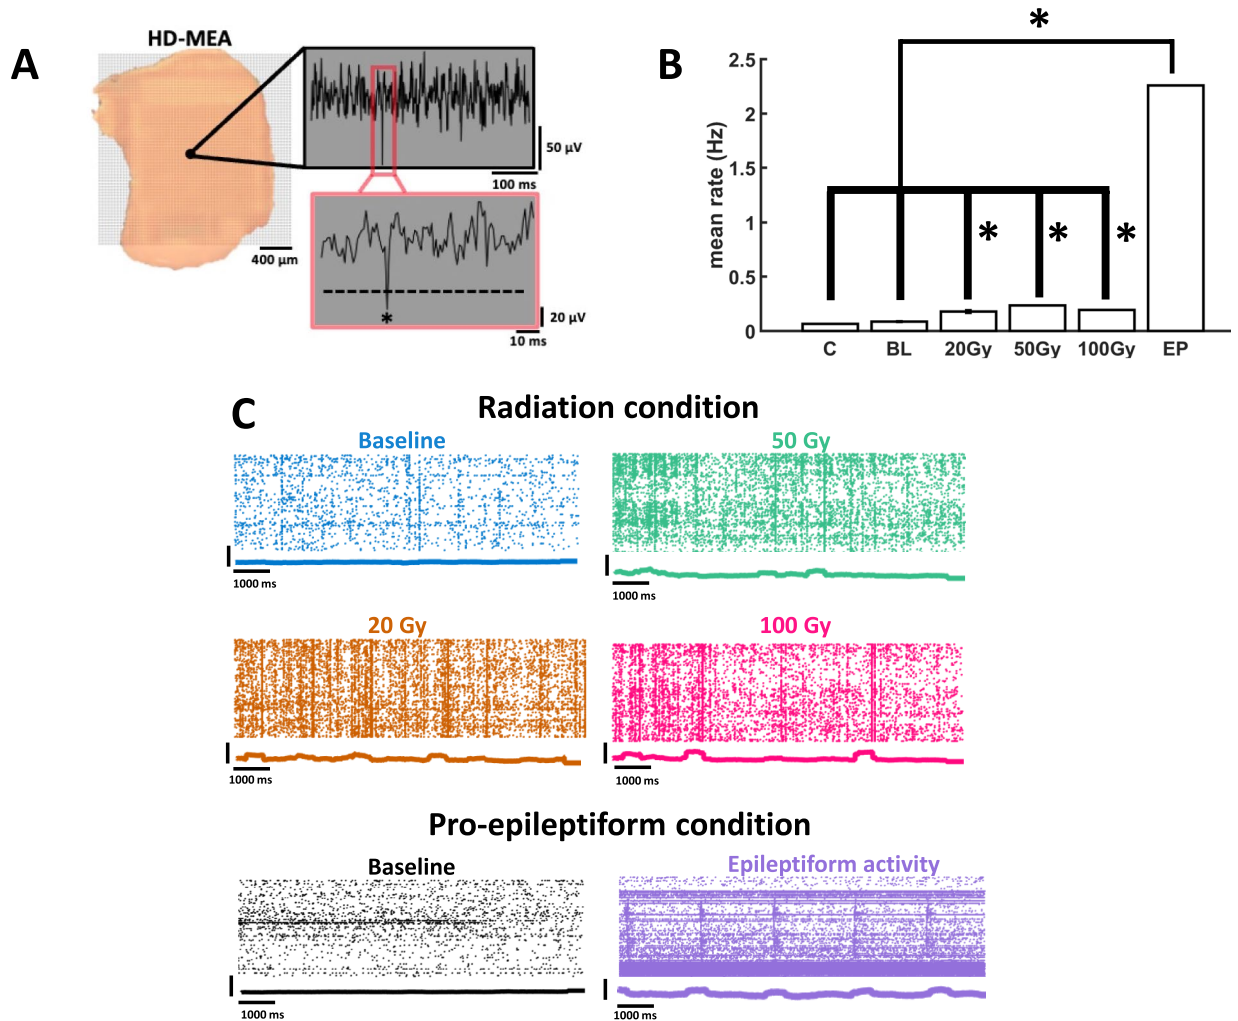 A
HD-MEA
50 µV
100 ms
400 µm
*
20 µV
10 ms
B
*
2.5
2
1.5
1
0.5
0
mean rate (Hz)
* * *
C BL 20Gy 50Gy 100Gy EP
C
Radiation condition
Baseline
1000 ms
50 Gy
1000 ms
20 Gy
1000 ms
100 Gy
1000 ms
Pro-epileptiform condition
Baseline
1000 ms
Epileptiform activity
1000 ms